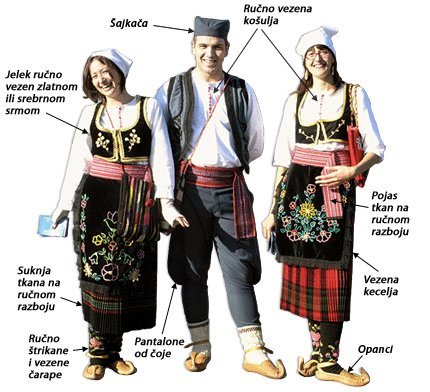 Šajkača
Ručno vezena
košulja
Jelek ručno
vezen zlatnom
ili srebrnom
srmom
Pojas
tkan na
ručnom
razboju
Suknja
tkana na
ručnom
razboju
Vezena
kecelja
Ručno
štrikane
i vezene
čarape
Pantalone
od čoje
Opanci